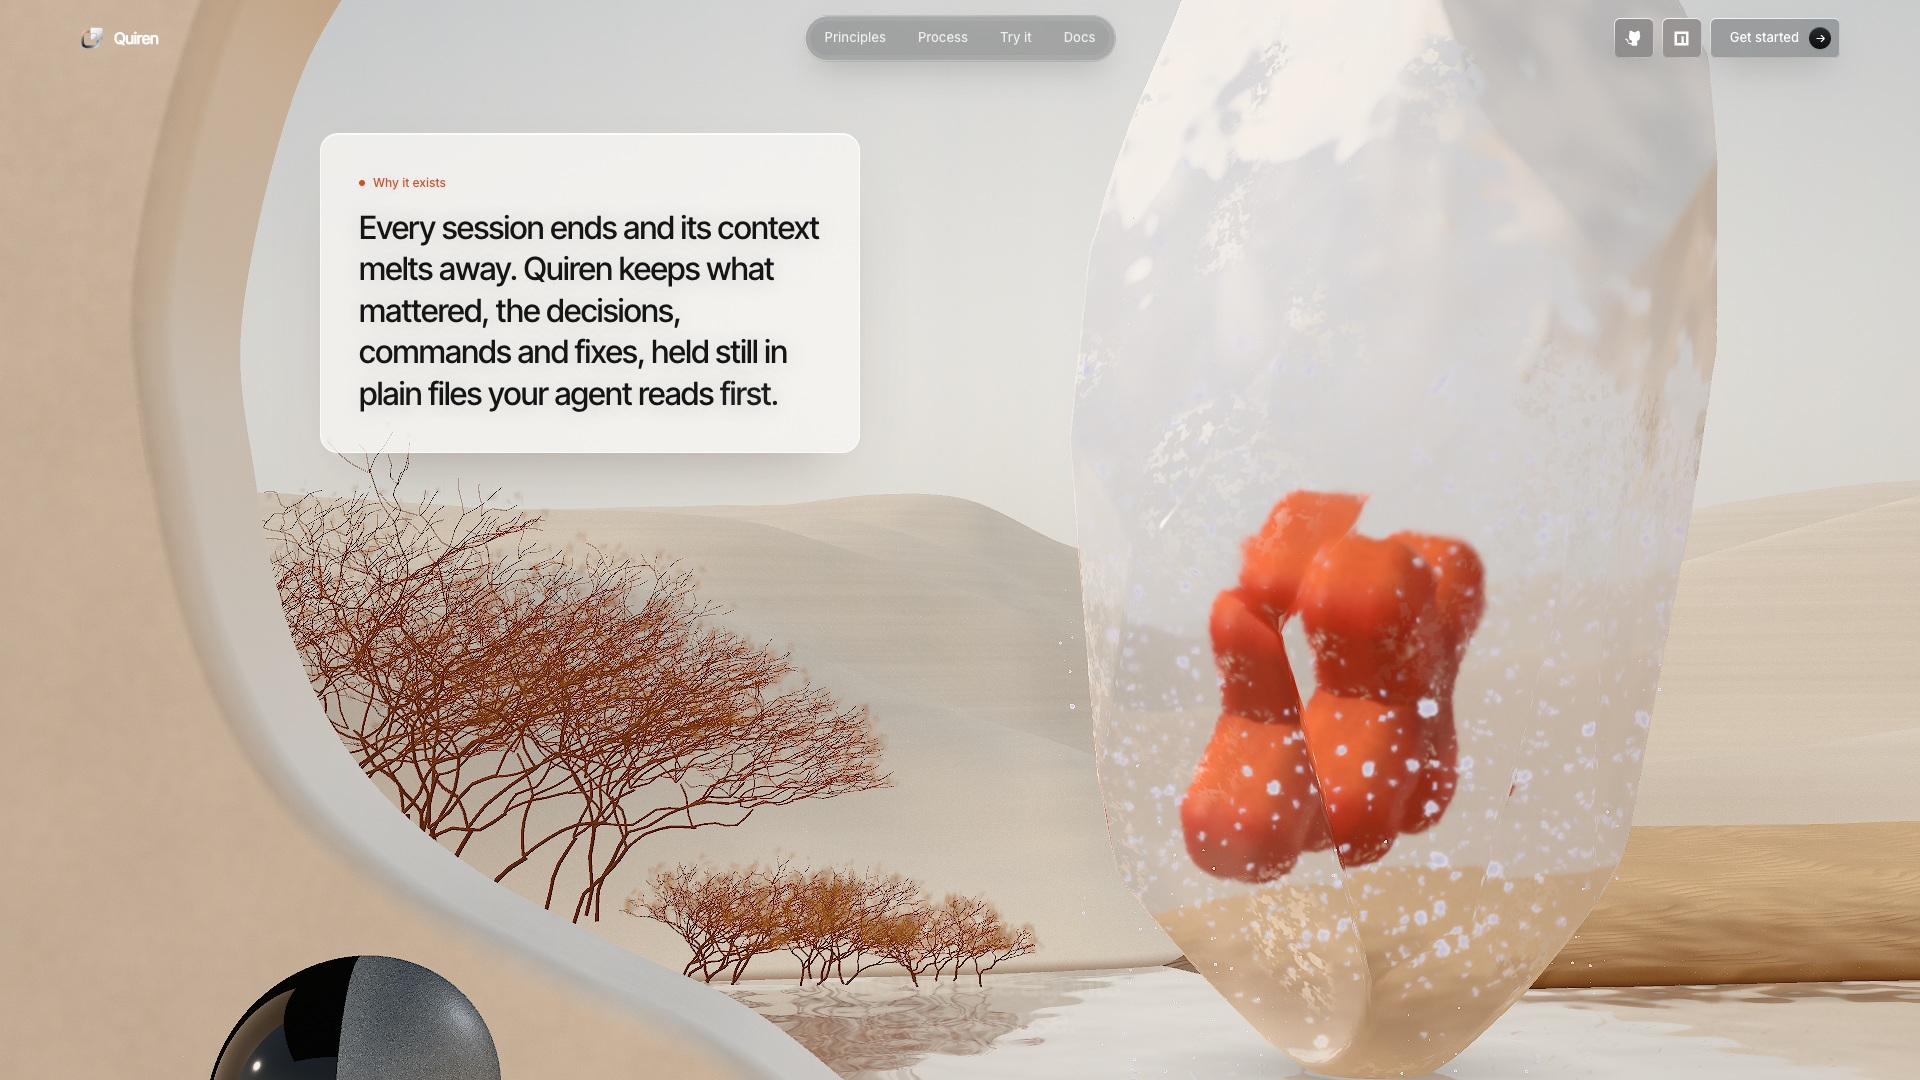 Quiren
Principles
Process
Try it
Docs
Get started
Why it exists
Every session ends and its context
melts away. Quiren keeps what
mattered, the decisions,
commands and fixes, held still in
plain files your agent reads first.